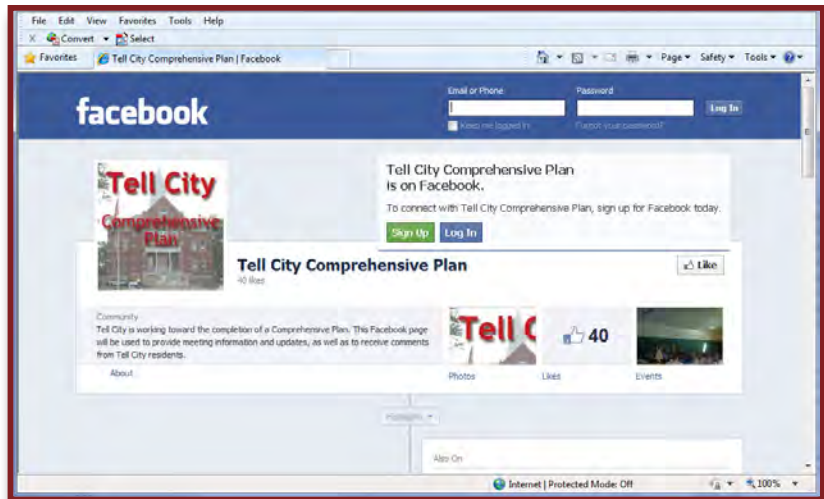 File Edit View Favorites Tools Help
X Convert Select
Favorites Tell City Comprehensive Plan | Facebook Page Safety Tools
facebook
Email or Phone Password
Log In
Keep me logged in Forgot your password?
Tell City
Comprehensive
Plan
Tell City Comprehensive Plan
is on Facebook.
To connect with Tell City Comprehensive Plan, sign up for Facebook today.
Sign Up Log In
Tell City Comprehensive Plan
40 likes
Like
Community
Tell City is working toward the completion of a Comprehensive Plan. This Facebook page
will be used to provide meeting information and updates, as well as to receive comments
from Tell City residents.
About
Tell C
40
Photos Likes Events
Highlights
Also On
Internet | Protected Mode: Off 100%